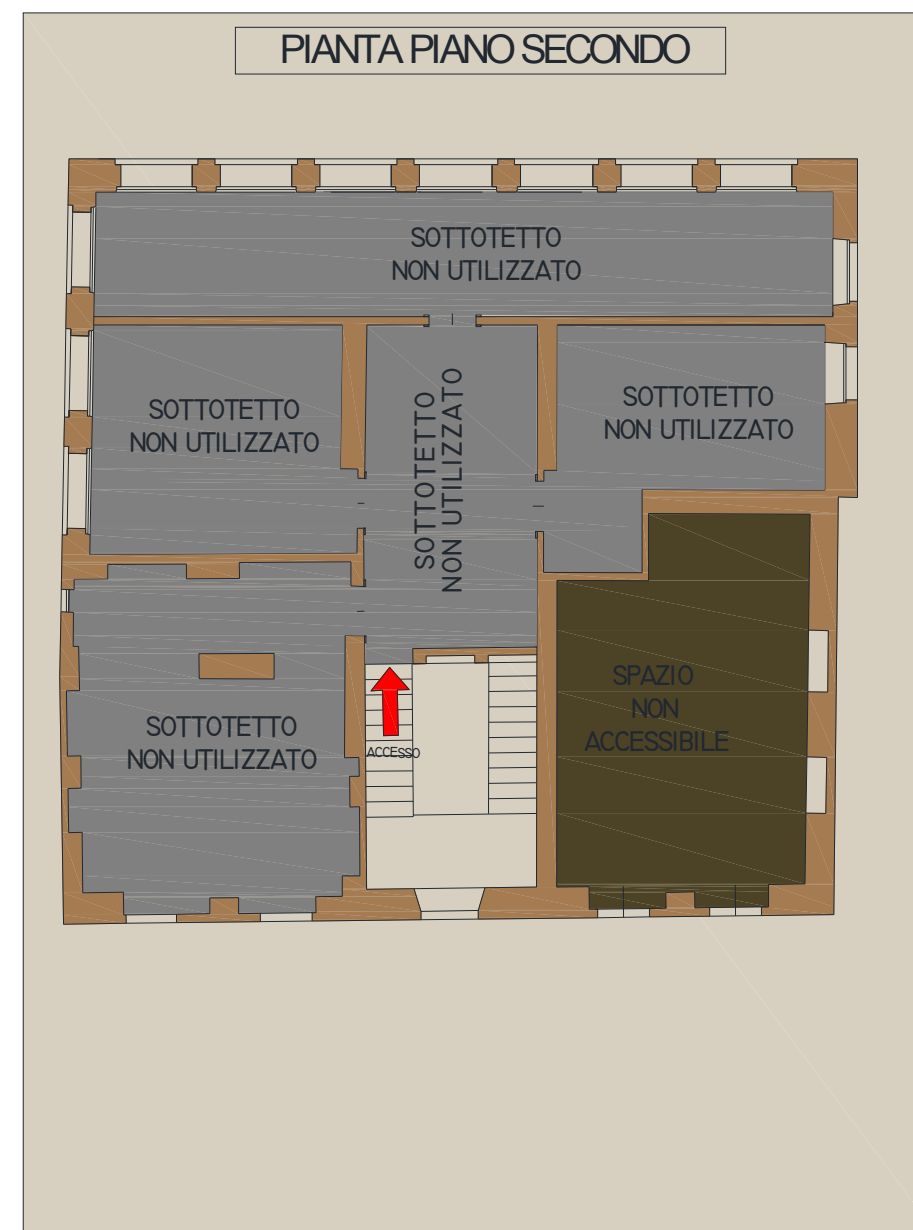 PIANTA PIANO SECONDO
SOTTOTETTO
NON UTILIZZATO
SOTTOTETTO
NON UTILIZZATO
SOTTOTETTO
NON UTILIZZATO
SOTTOTETTO
NON UTILIZZATO
SOTTOTETTO
NON UTILIZZATO
ACCESSO
SPAZIO
NON
ACCESSIBILE